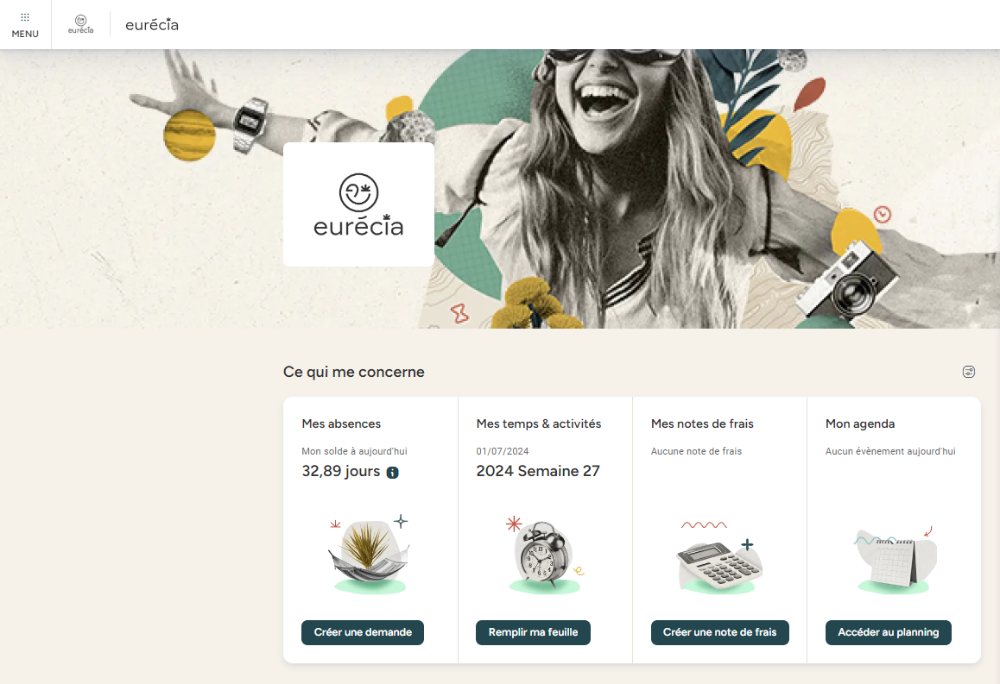 MENU
eurécia
eurécia
eurécia
Ce qui me concerne
Mes absences
Mon solde à aujourd'hui
32,89 jours
Créer une demande
Mes temps & activités
01/07/2024
2024 Semaine 27
Remplir ma feuille
Mes notes de frais
Aucune note de frais
Créer une note de frais
Mon agenda
Aucun évènement aujourd'hui
Accéder au planning